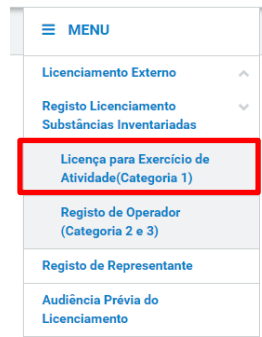 ☰ MENU
Licenciamento Externo
Registo Licenciamento
Substâncias Inventariadas
Licença para Exercício de
Atividade(Categoria 1)
Registo de Operador
(Categoria 2 e 3)
Registo de Representante
Audiência Prévia do
Licenciamento